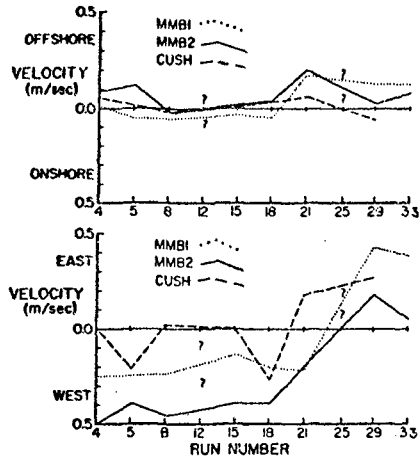 0.5
OFFSHORE
MMB1
MMB2
CUSH
VELOCITY
(m/sec)
0.0
?
?
?
?
ONSHORE
0.5
4 5 8 12 15 18 21 25 29 33
0.5
EAST
MMB1
MMB2
CUSH
VELOCITY
(m/sec)
0.0
?
?
?
?
WEST
0.5
4 5 8 12 15 18 21 25 29 33
RUN NUMBER